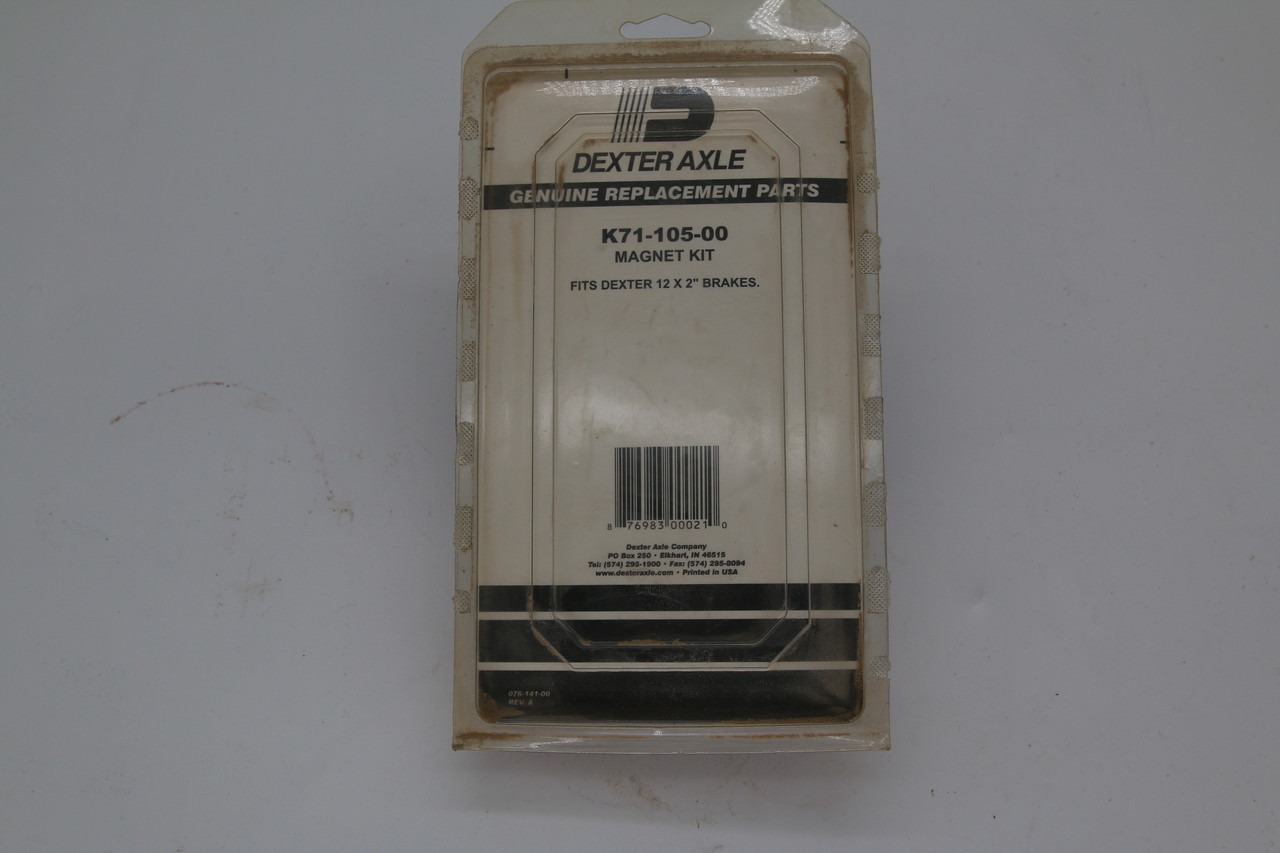 DEXTER AXLE
GENUINE REPLACEMENT PARTS
K71-105-00
MAGNET KIT
FITS DEXTER 12 X 2" BRAKES.
8 76983 00021 0
Dexter Axle Company
PO Box 250 • Elkhart, IN 46515
Tel: (574) 295-1900 • Fax: (574) 295-8094
www.dexteraxle.com • Printed in USA
076-141-00
REV. A